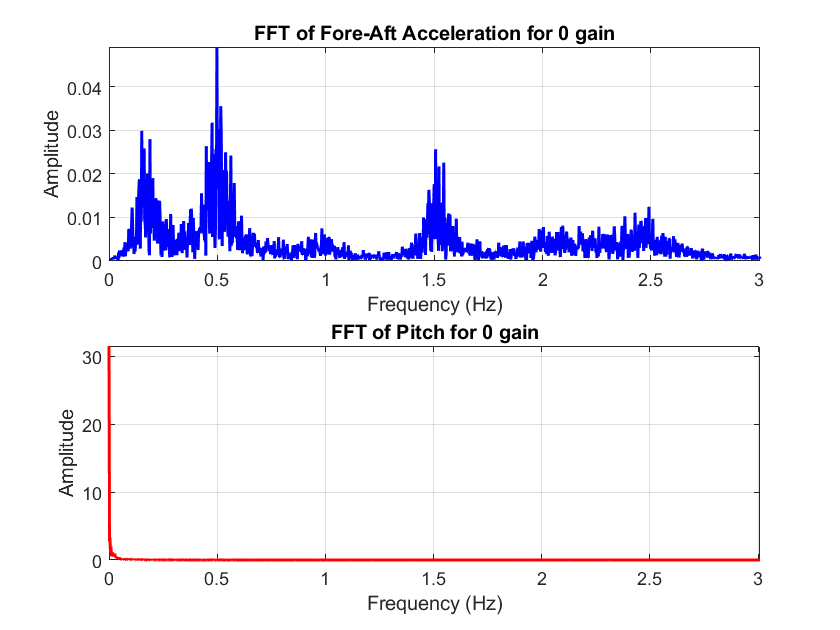 FFT of Fore-Aft Acceleration for 0 gain
Amplitude
0.04
0.03
0.02
0.01
0
0 0.5 1 1.5 2 2.5 3
Frequency (Hz)
FFT of Pitch for 0 gain
Amplitude
30
20
10
0
0 0.5 1 1.5 2 2.5 3
Frequency (Hz)